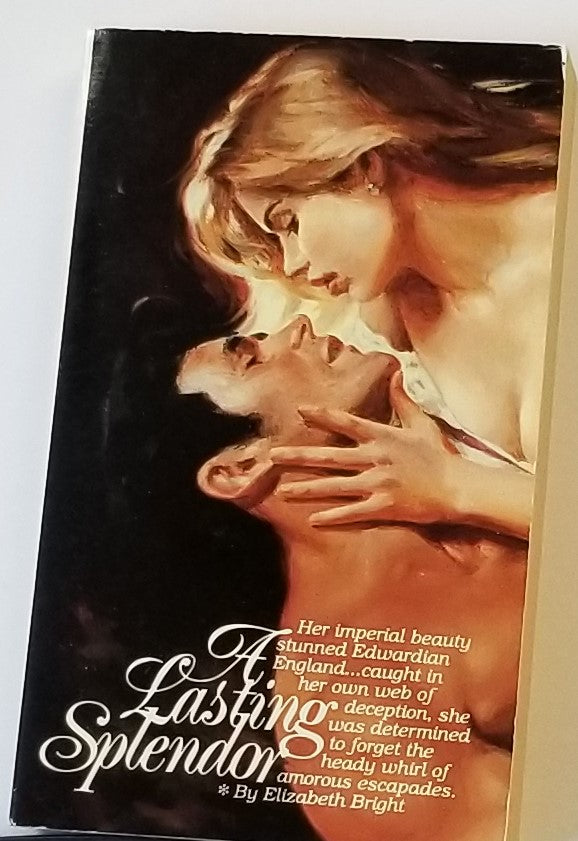 A
Lasting
Splendor
Her imperial beauty
stunned Edwardian
England...caught in
her own web of
deception, she
was determined
to forget the
heady whirl of
amorous escapades.
* By Elizabeth Bright